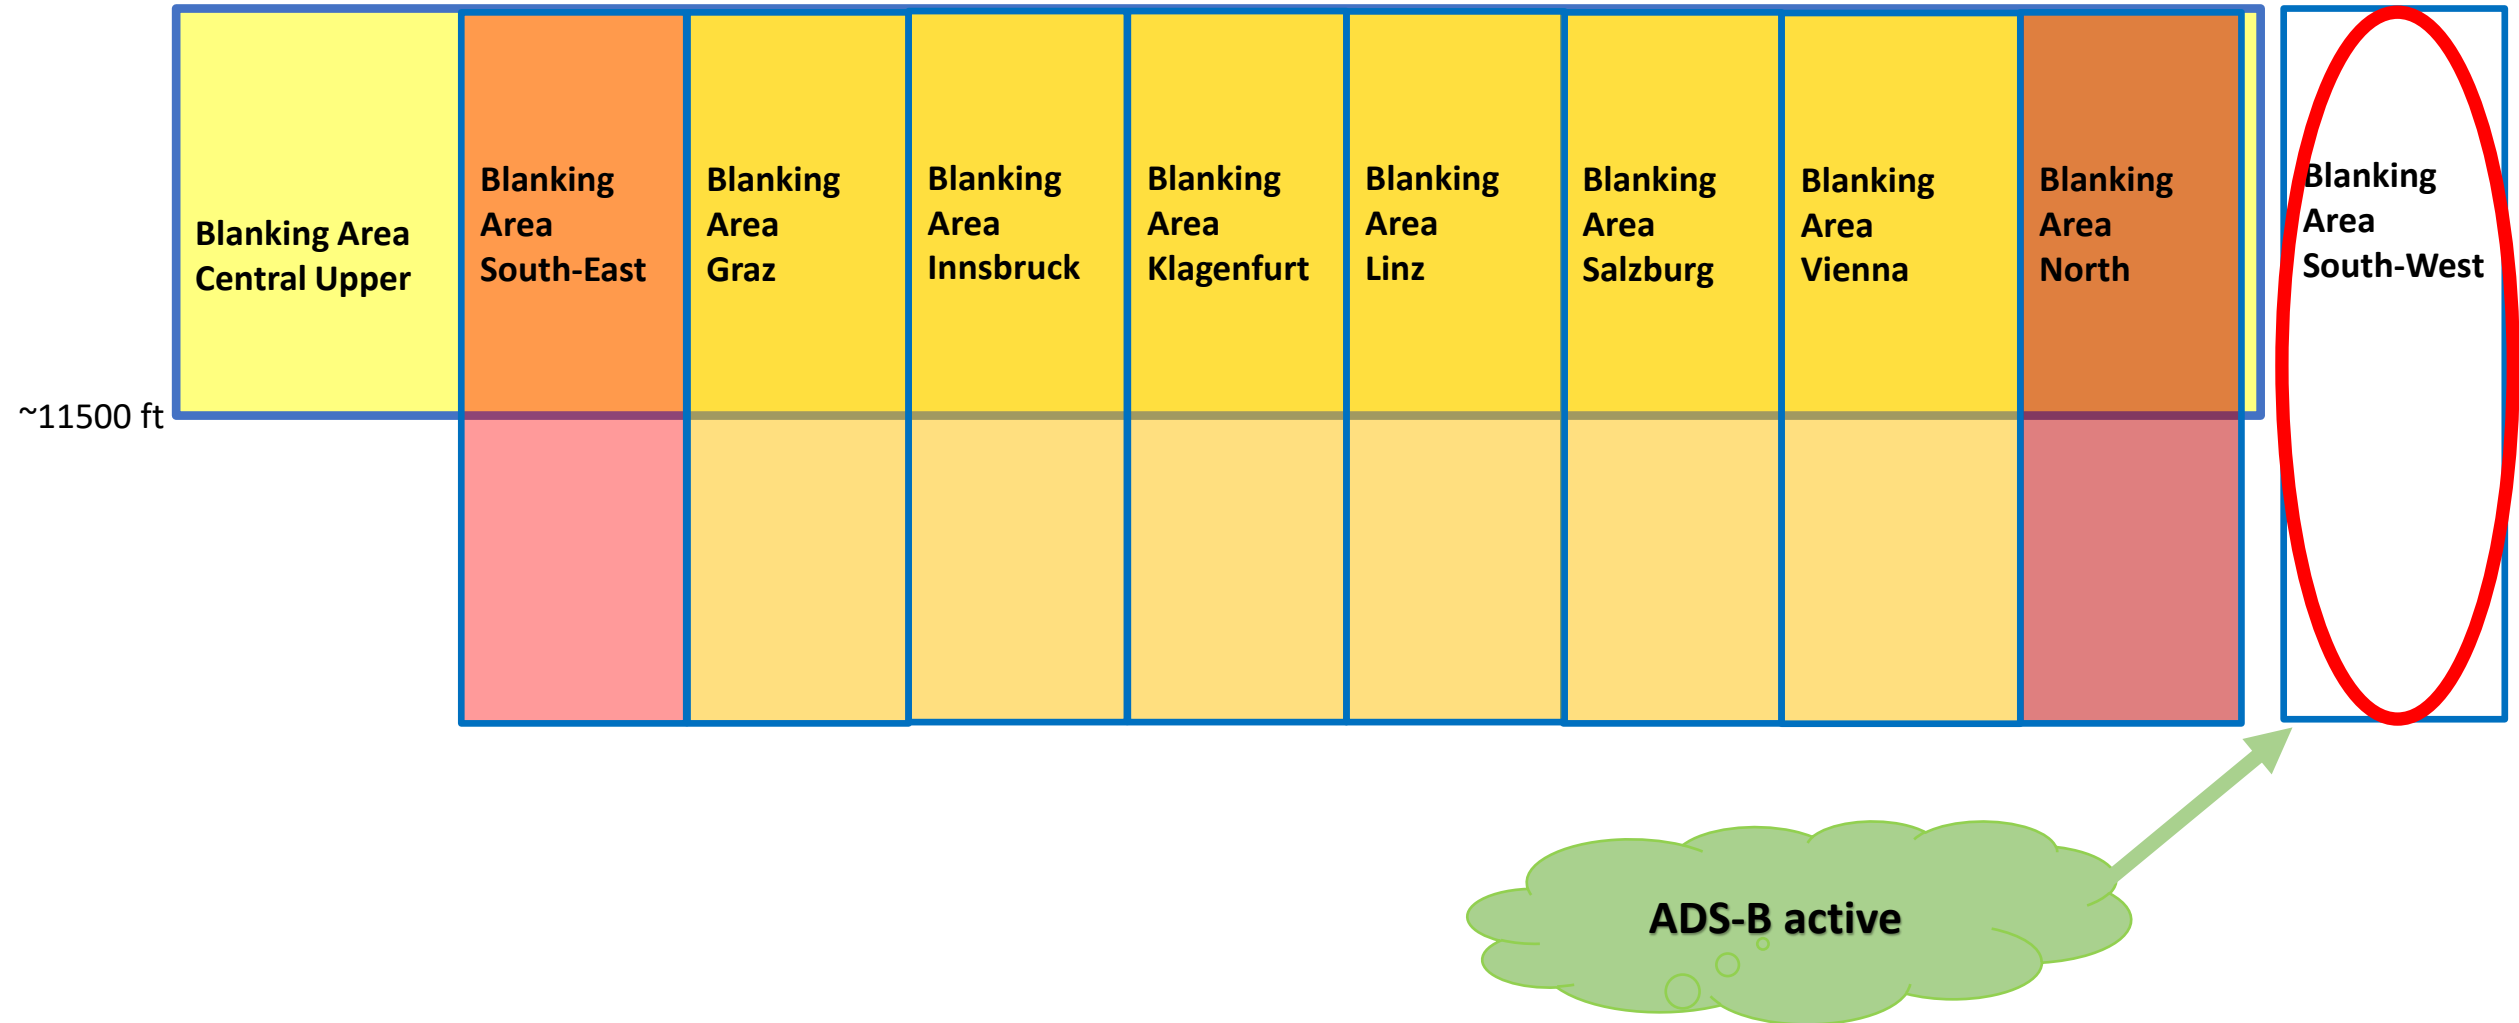 Blanking Area
Central Upper
Blanking
Area
South-East
Blanking
Area
Graz
Blanking
Area
Innsbruck
Blanking
Area
Klagenfurt
Blanking
Area
Linz
Blanking
Area
Salzburg
Blanking
Area
Vienna
Blanking
Area
North
Blanking
Area
South-West
~11500 ft
ADS-B active